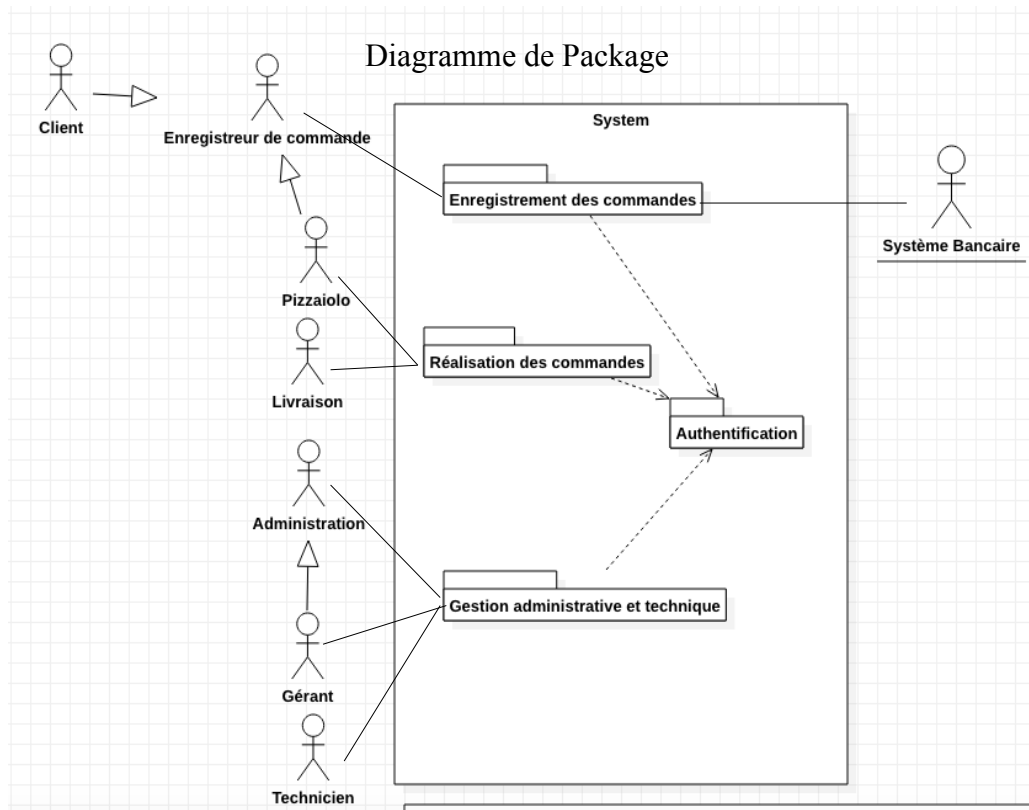 Diagramme de Package
System
Client
Enregistreur de commande
Enregistrement des commandes
Système Bancaire
Pizzaiolo
Réalisation des commandes
Livraison
Authentification
Administration
Gestion administrative et technique
Gérant
Technicien